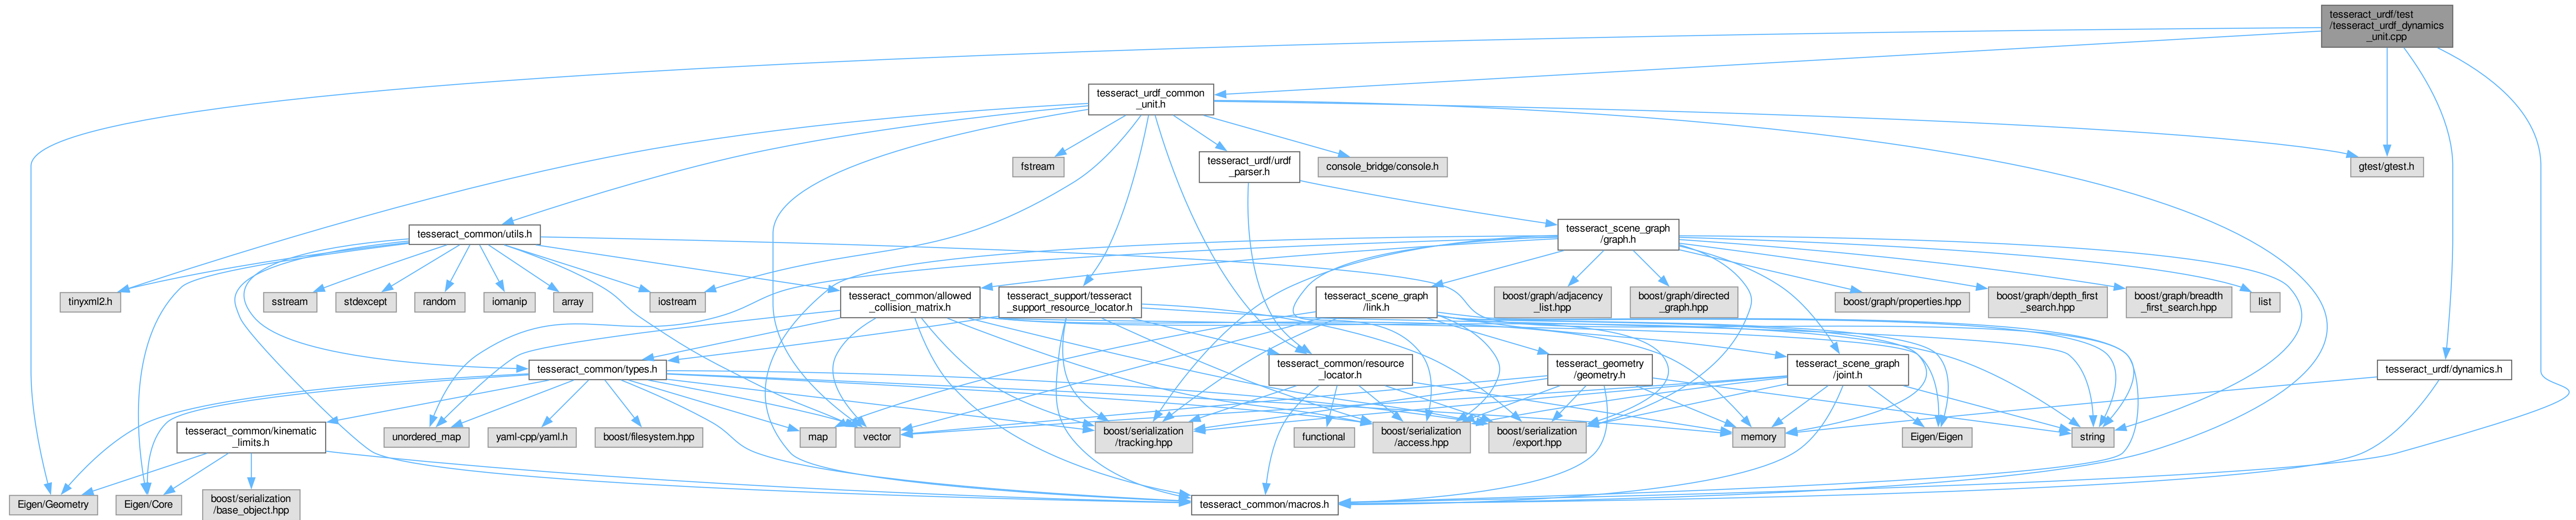 tesseract_urdf/test
/tesseract_urdf_dynamics
_unit.cpp
tesseract_urdf_common
_unit.h
fstream
tesseract_urdf/urdf
_parser.h
console_bridge/console.h
gtest/gtest.h
tesseract_common/utils.h
tesseract_scene_graph
/graph.h
tinyxml2.h
sstream
stdexcept
random
iomanip
array
iostream
tesseract_common/allowed
_collision_matrix.h
tesseract_support/tesseract
_support_resource_locator.h
tesseract_scene_graph
/link.h
boost/graph/adjacency
_list.hpp
boost/graph/directed
_graph.hpp
boost/graph/properties.hpp
boost/graph/depth_first
_search.hpp
boost/graph/breadth
_first_search.hpp
list
tesseract_common/types.h
tesseract_common/resource
_locator.h
tesseract_geometry
/geometry.h
tesseract_scene_graph
/joint.h
tesseract_urdf/dynamics.h
tesseract_common/kinematic
_limits.h
unordered_map
yaml-cpp/yaml.h
boost/filesystem.hpp
map
vector
boost/serialization
/tracking.hpp
functional
boost/serialization
/access.hpp
boost/serialization
/export.hpp
memory
Eigen/Eigen
string
Eigen/Geometry
Eigen/Core
boost/serialization
/base_object.hpp
tesseract_common/macros.h